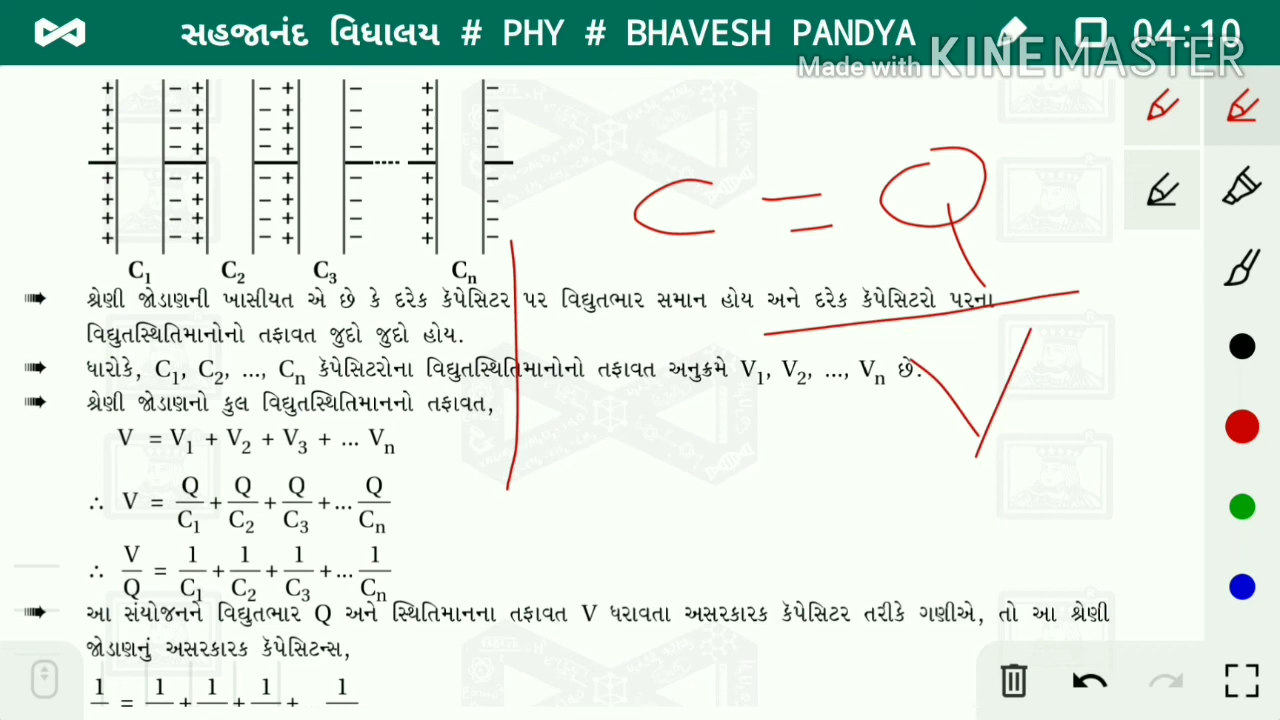 સહજાનંદ વિધાલય # PHY # BHAVESH PANDYA
04:10
Made with KINEMASTER
C1 C2 C3 Cn
C = Q
V
શ્રેણી જોડાણની ખાસીયત એ છે કે દરેક કૅપેસિટર પર વિદ્યુતભાર સમાન હોય અને દરેક કૅપેસિટરો પરના
વિદ્યુતસ્થિતિમાનોનો તફાવત જુદો જુદો હોય.
ધારોકે, C1, C2, ..., Cn કૅપેસિટરોના વિદ્યુતસ્થિતિમાનોનો તફાવત અનુક્રમે V1, V2, ..., Vn છે.
શ્રેણી જોડાણનો કુલ વિદ્યુતસ્થિતિમાનનો તફાવત,
V = V1 + V2 + V3 + ... Vn
∴ V = Q/C1 + Q/C2 + Q/C3 + ... Q/Cn
∴ V/Q = 1/C1 + 1/C2 + 1/C3 + ... 1/Cn
આ સંયોજનને વિદ્યુતભાર Q અને સ્થિતિમાનના તફાવત V ધરાવતા અસરકારક કૅપેસિટર તરીકે ગણીએ, તો આ શ્રેણી
જોડાણનું અસરકારક કૅપેસિટન્સ,